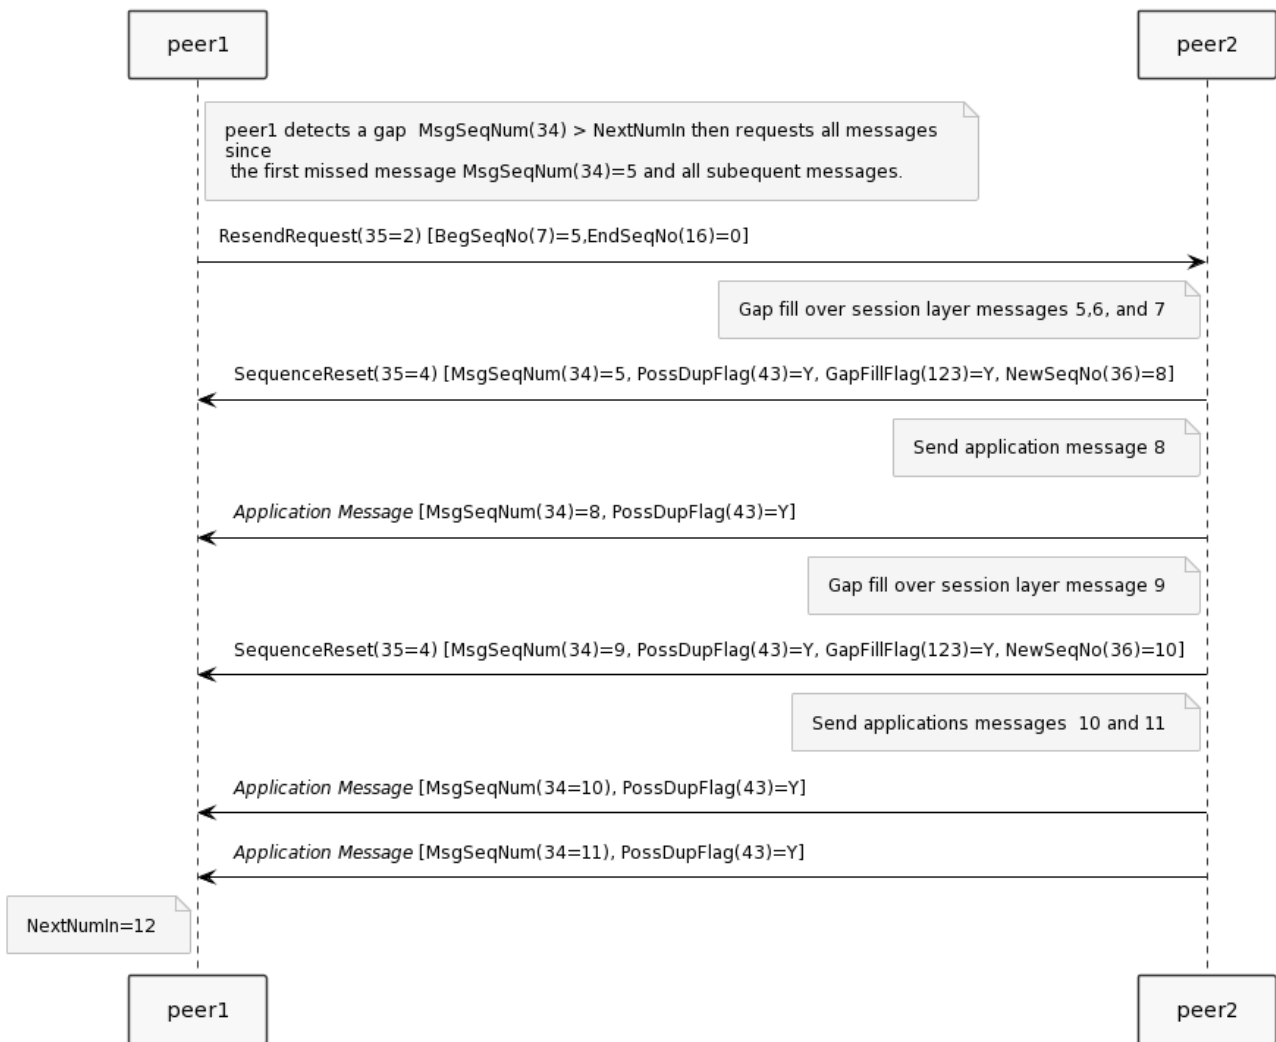 peer1
peer2
peer1 detects a gap  MsgSeqNum(34) > NextNumIn then requests all messages
since
the first missed message MsgSeqNum(34)=5 and all subequent messages.
ResendRequest(35=2) [BegSeqNo(7)=5,EndSeqNo(16)=0]
Gap fill over session layer messages 5,6, and 7
SequenceReset(35=4) [MsgSeqNum(34)=5, PossDupFlag(43)=Y, GapFillFlag(123)=Y, NewSeqNo(36)=8]
Send application message 8
Application Message [MsgSeqNum(34)=8, PossDupFlag(43)=Y]
Gap fill over session layer message 9
SequenceReset(35=4) [MsgSeqNum(34)=9, PossDupFlag(43)=Y, GapFillFlag(123)=Y, NewSeqNo(36)=10]
Send applications messages  10 and 11
Application Message [MsgSeqNum(34=10), PossDupFlag(43)=Y]
Application Message [MsgSeqNum(34=11), PossDupFlag(43)=Y]
NextNumIn=12
peer1
peer2